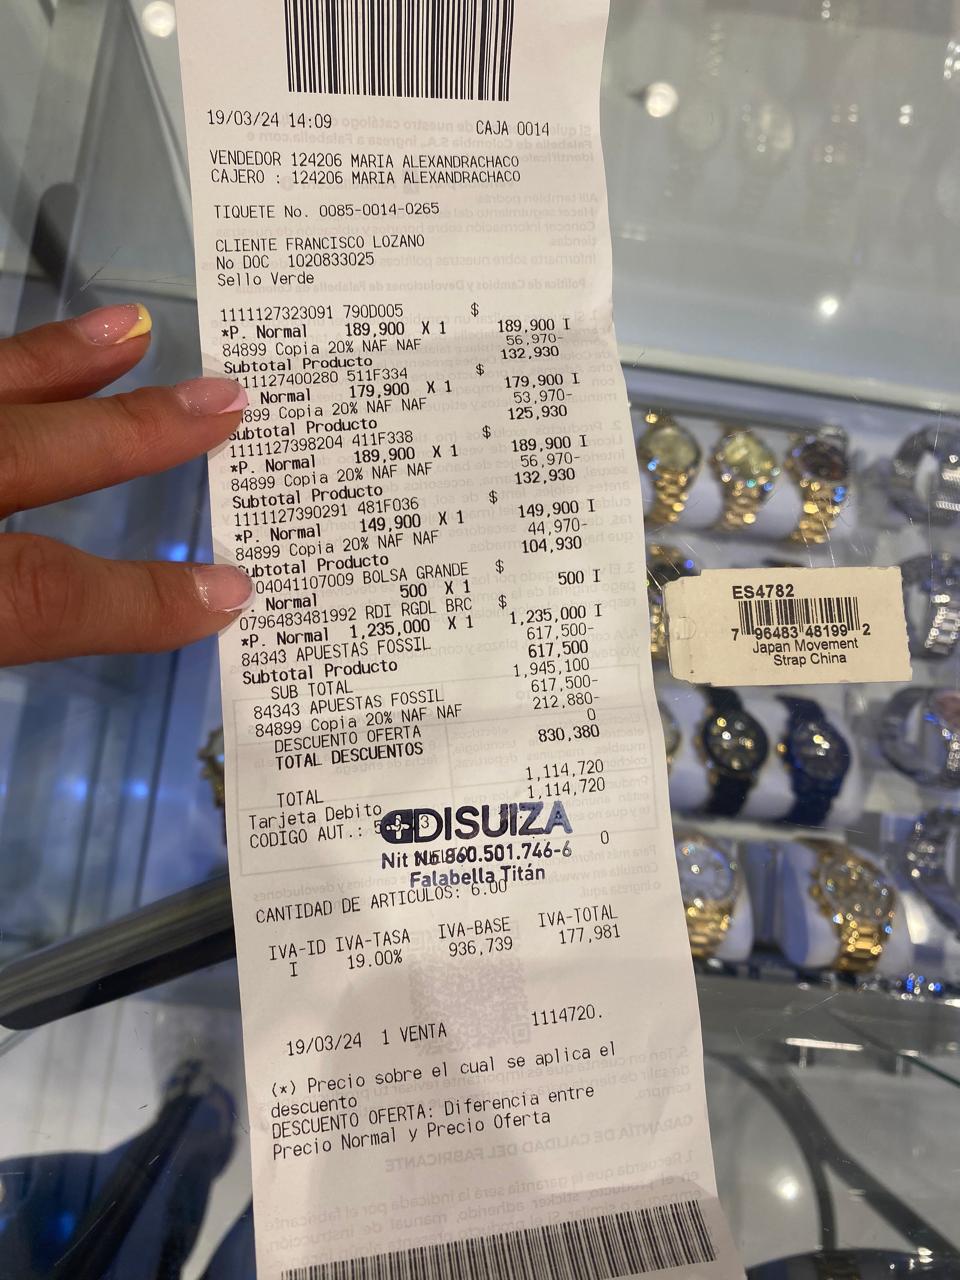 19/03/24 14:09 CAJA 0014
VENDEDOR 124206 MARIA ALEXANDRACHACO
CAJERO : 124206 MARIA ALEXANDRACHACO
TIQUETE No. 0085-0014-0265
CLIENTE FRANCISCO LOZANO
No DOC 1020833025
Sello Verde
1111127323091 790D005 $
*P. Normal 189,900 X 1 189,900 I
84899 Copia 20% NAF NAF 56,970-
Subtotal Producto 132,930
111127400280 511F334 $
Normal 179,900 X 1 179,900 I
899 Copia 20% NAF NAF 53,970-
Subtotal Producto 125,930
1111127398204 411F338 $
*P. Normal 189,900 X 1 189,900 I
84899 Copia 20% NAF NAF 56,970-
Subtotal Producto 132,930
1111127390291 481F036 $
*P. Normal 149,900 X 1 149,900 I
84899 Copia 20% NAF NAF 44,970-
Subtotal Producto 104,930
04041107009 BOLSA GRANDE $
Normal 500 X 1 500 I
0796483481992 RDI RGDL BRC $
*P. Normal 1,235,000 X 1 1,235,000 I
84343 APUESTAS FOSSIL 617,500-
Subtotal Producto 617,500
SUB TOTAL 1,945,100
84343 APUESTAS FOSSIL 617,500-
84899 Copia 20% NAF NAF 212,880-
DESCUENTO OFERTA 0
TOTAL DESCUENTOS 830,380
TOTAL 1,114,720
Tarjeta Debito 1,114,720
CODIGO AUT.:
DISUIZA
Nit No 860.501.746-6
0
Falabella Titán
CANTIDAD DE ARTICULOS: 6.00
IVA-ID IVA-TASA IVA-BASE IVA-TOTAL
I 19.00% 936,739 177,981
19/03/24 1 VENTA 1114720.
(*) Precio sobre el cual se aplica el
descuento
DESCUENTO OFERTA: Diferencia entre
Precio Normal y Precio Oferta
ES4782
7 96483 48199 2
Japan Movement
Strap China